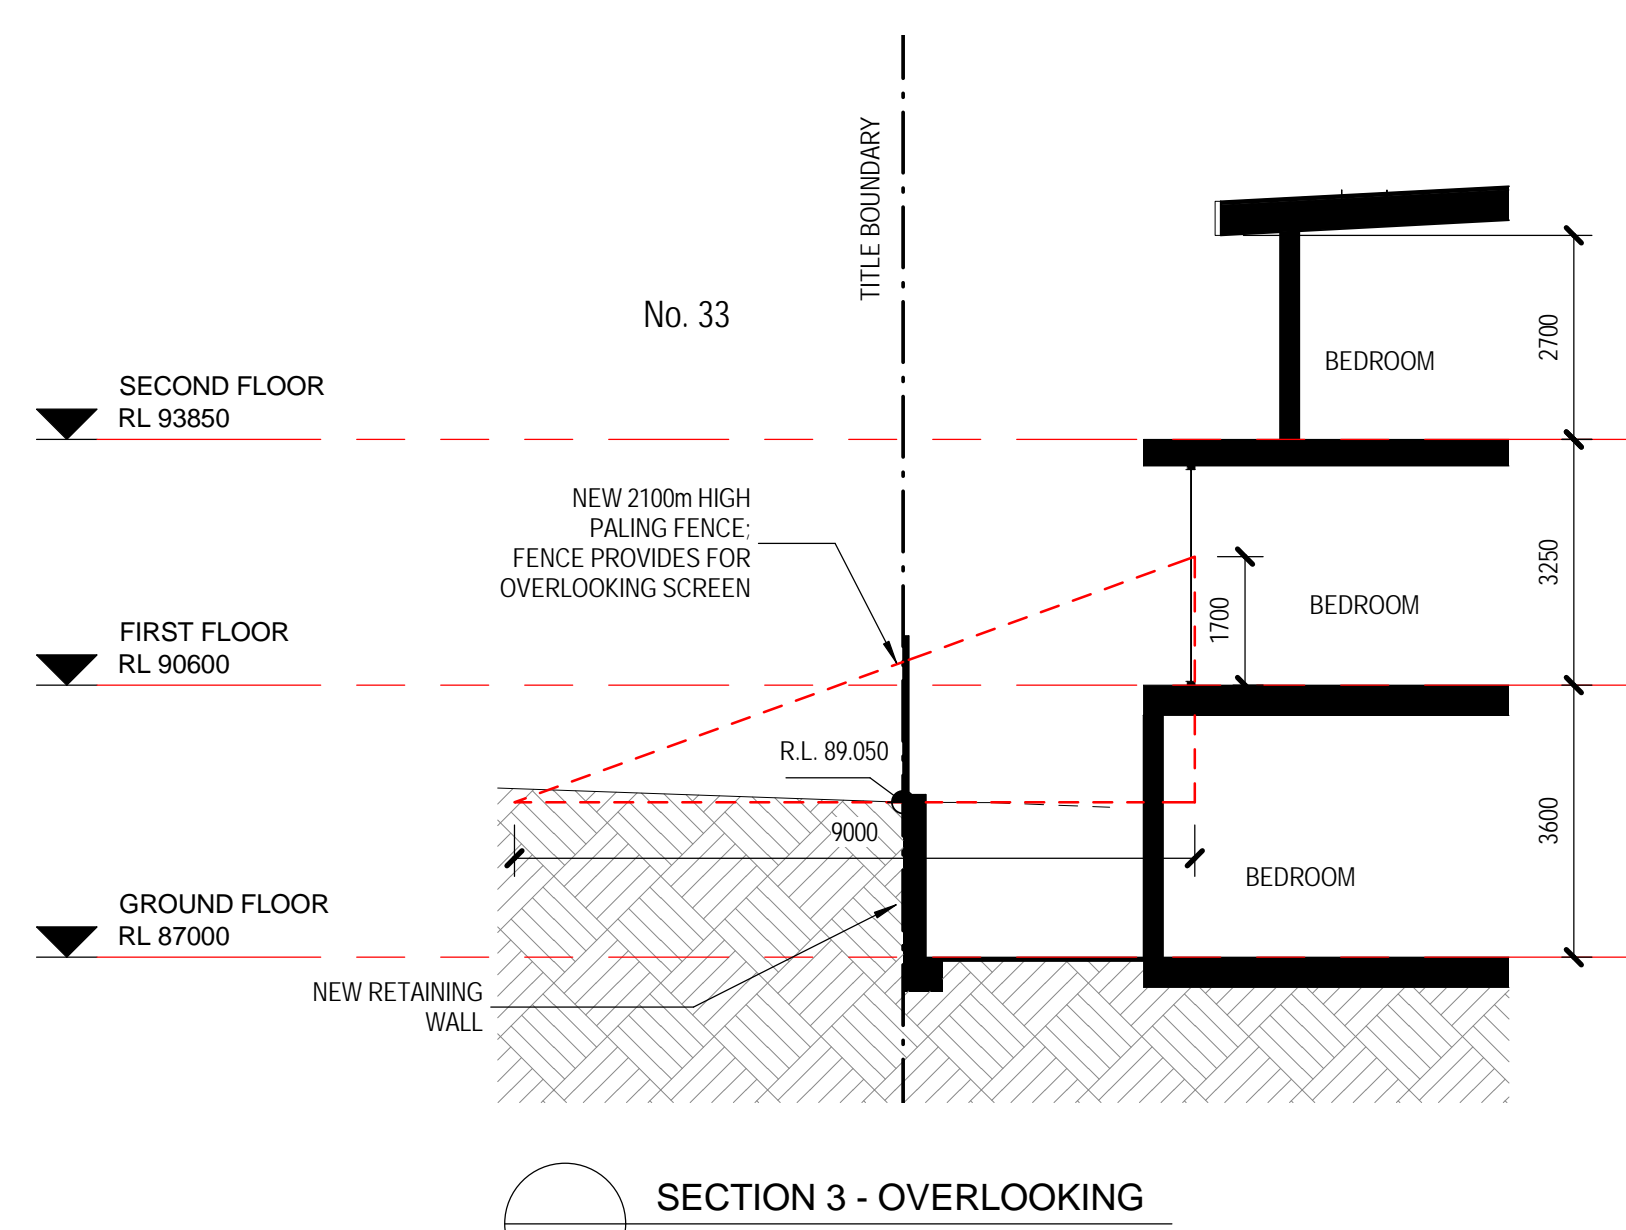 TITLE BOUNDARY
No. 33
BEDROOM
2700
SECOND FLOOR
RL 93850
NEW 2100m HIGH
PALING FENCE;
FENCE PROVIDES FOR
OVERLOOKING SCREEN
3250
1700
BEDROOM
FIRST FLOOR
RL 90600
R.L. 89.050
9000
3600
BEDROOM
GROUND FLOOR
RL 87000
NEW RETAINING
WALL
SECTION 3 - OVERLOOKING